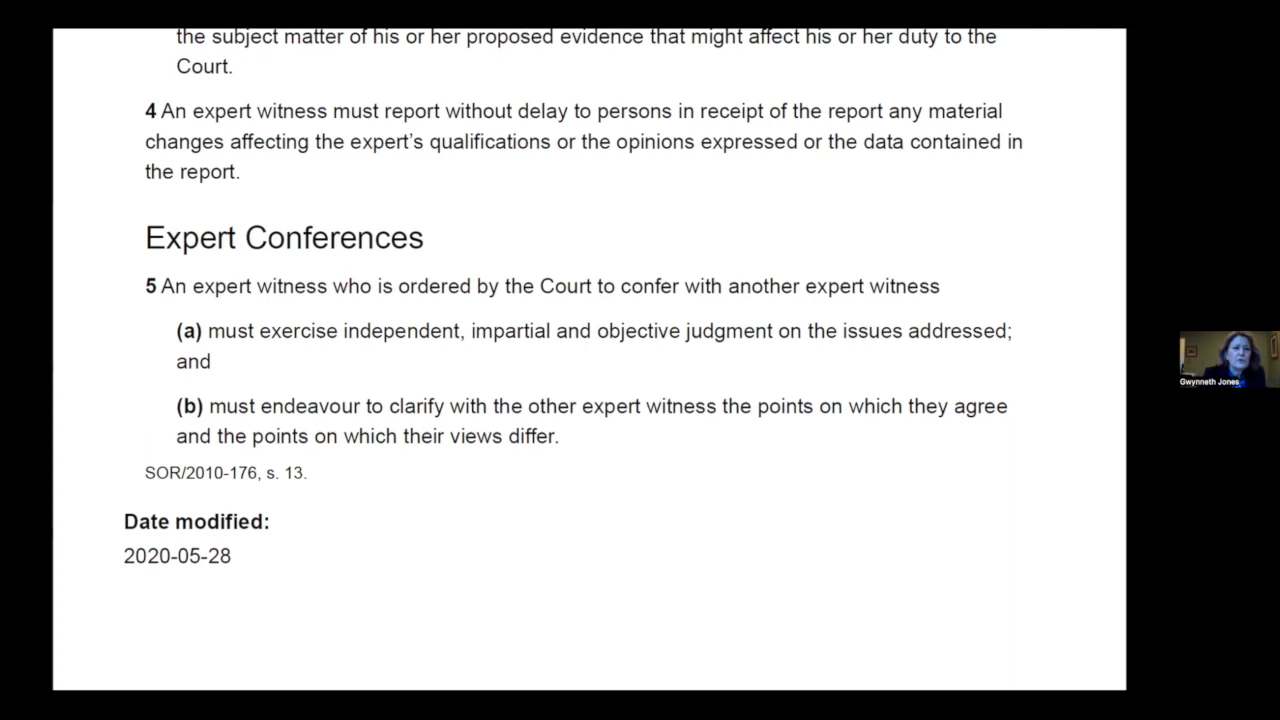 the subject matter of his or her proposed evidence that might affect his or her duty to the
Court.
4 An expert witness must report without delay to persons in receipt of the report any material
changes affecting the expert’s qualifications or the opinions expressed or the data contained in
the report.
Expert Conferences
5 An expert witness who is ordered by the Court to confer with another expert witness
(a) must exercise independent, impartial and objective judgment on the issues addressed;
and
(b) must endeavour to clarify with the other expert witness the points on which they agree
and the points on which their views differ.
SOR/2010-176, s. 13.
Date modified:
2020-05-28
Gwynneth Jones